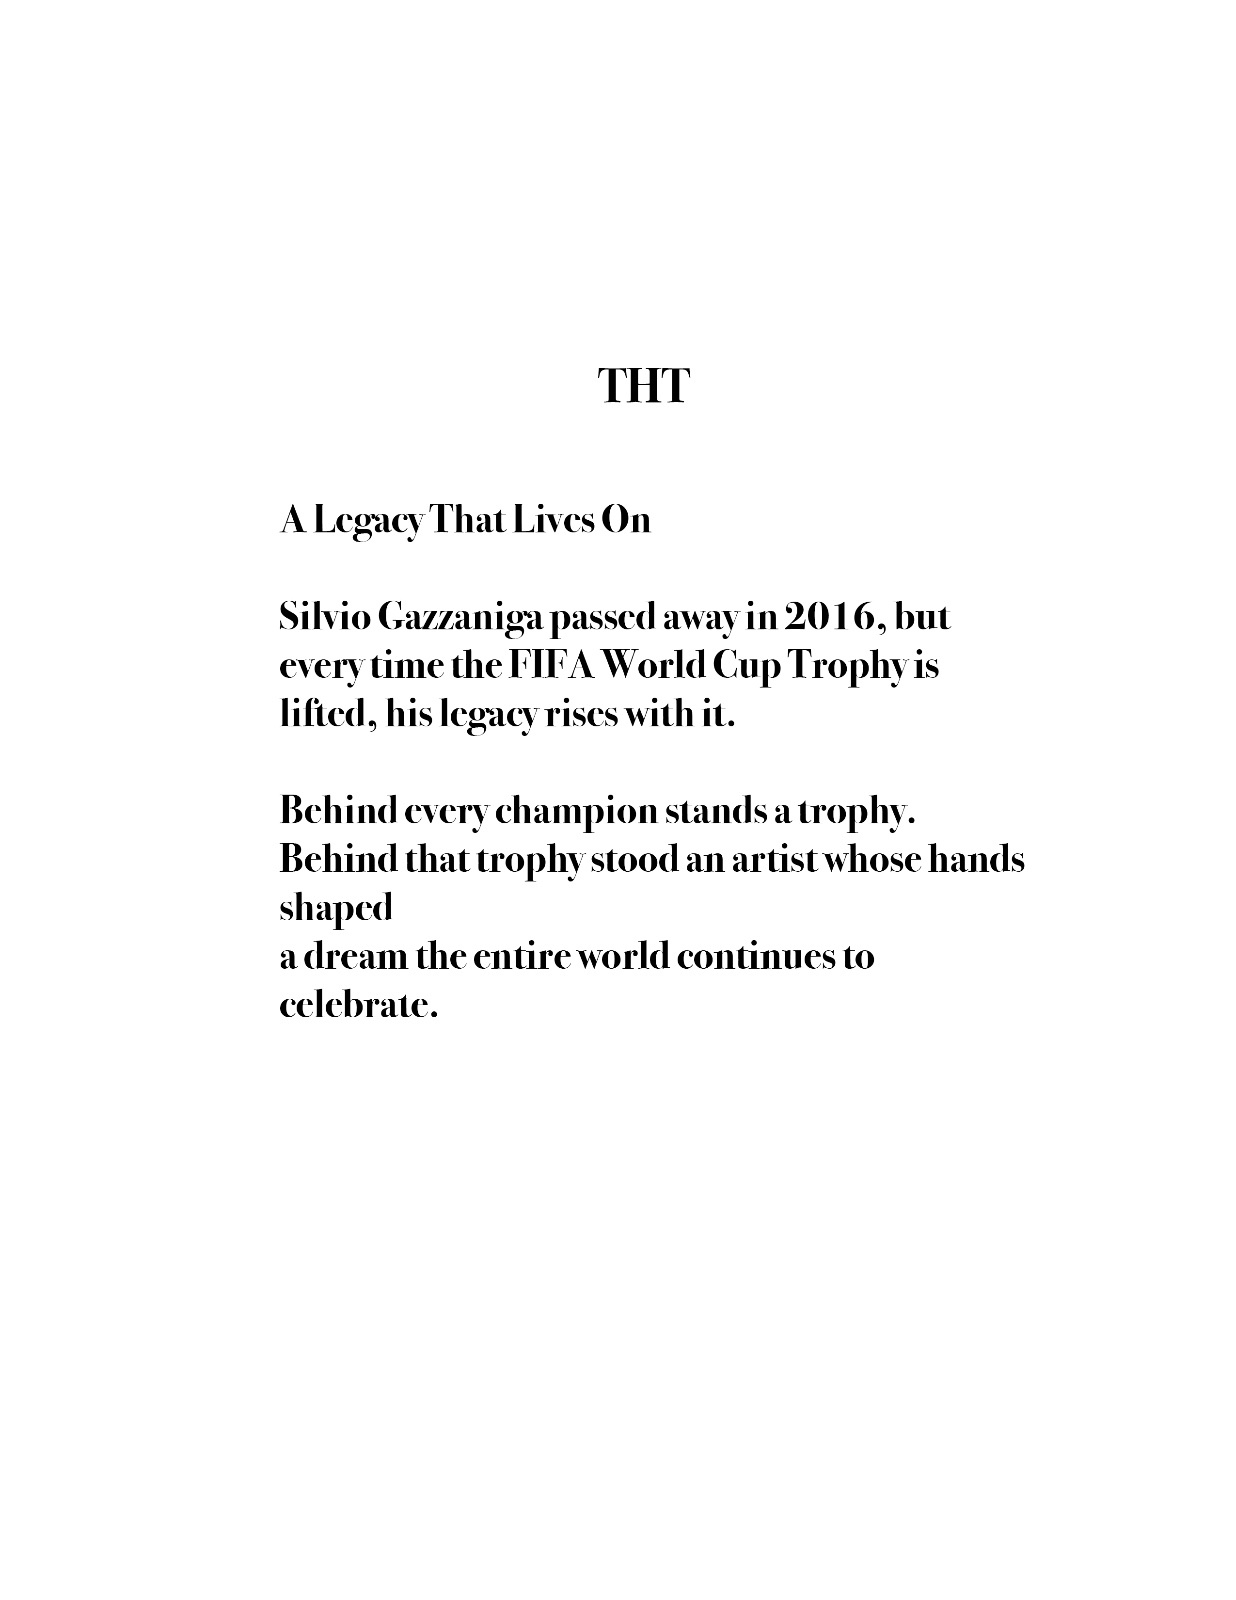 THT
A Legacy That Lives On
Silvio Gazzaniga passed away in 2016, but
every time the FIFA World Cup Trophy is
lifted, his legacy rises with it.
Behind every champion stands a trophy.
Behind that trophy stood an artist whose hands
shaped
a dream the entire world continues to
celebrate.